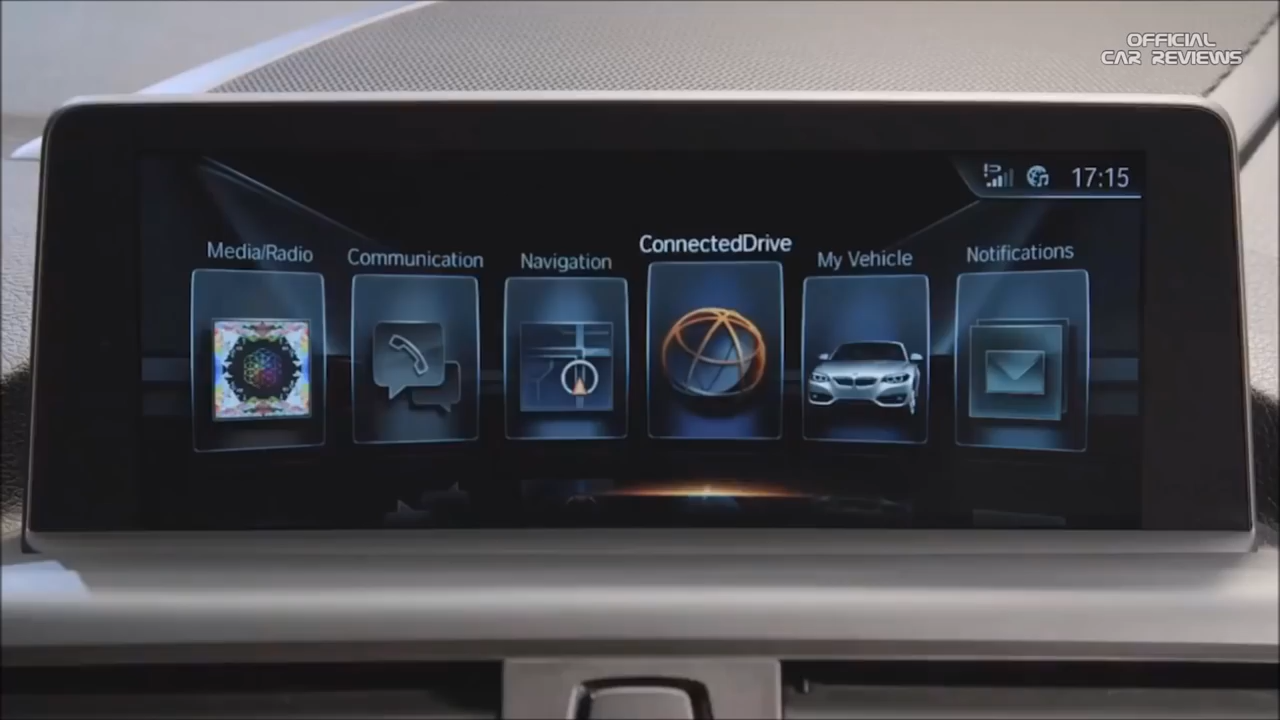 OFFICIAL
CAR REVIEWS
17:15
Media/Radio
Communication
Navigation
ConnectedDrive
My Vehicle
Notifications